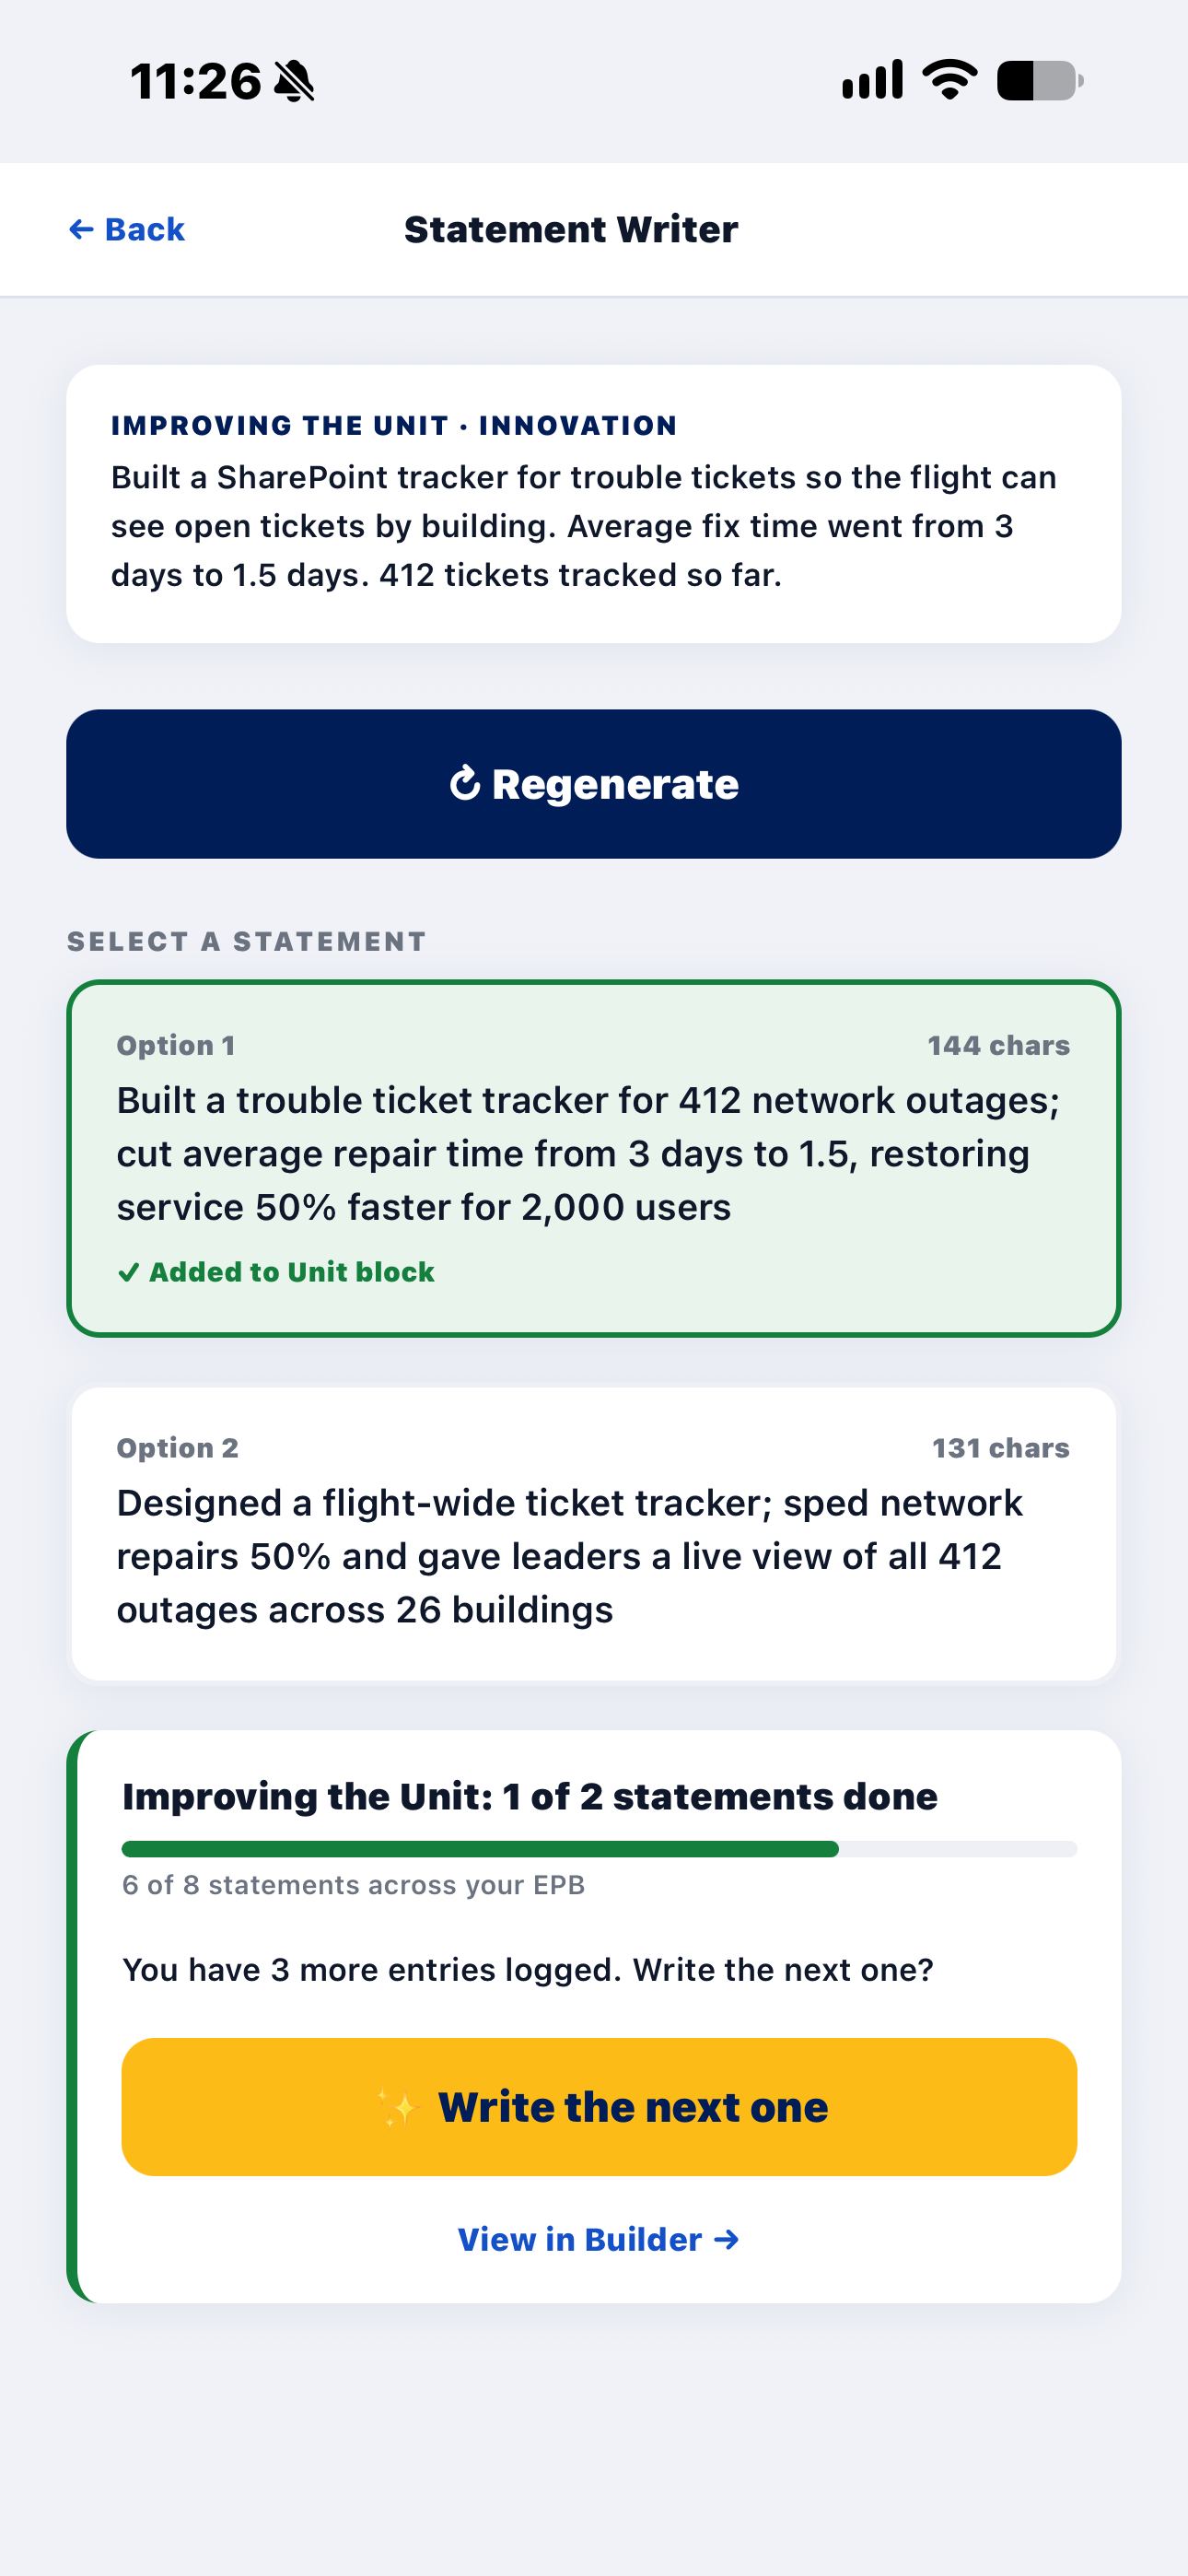 11:26
← Back
Statement Writer
IMPROVING THE UNIT · INNOVATION
Built a SharePoint tracker for trouble tickets so the flight can
see open tickets by building. Average fix time went from 3
days to 1.5 days. 412 tickets tracked so far.
↻ Regenerate
SELECT A STATEMENT
Option 1
144 chars
Built a trouble ticket tracker for 412 network outages;
cut average repair time from 3 days to 1.5, restoring
service 50% faster for 2,000 users
✓ Added to Unit block
Option 2
131 chars
Designed a flight-wide ticket tracker; sped network
repairs 50% and gave leaders a live view of all 412
outages across 26 buildings
Improving the Unit: 1 of 2 statements done
6 of 8 statements across your EPB
You have 3 more entries logged. Write the next one?
✨ Write the next one
View in Builder →